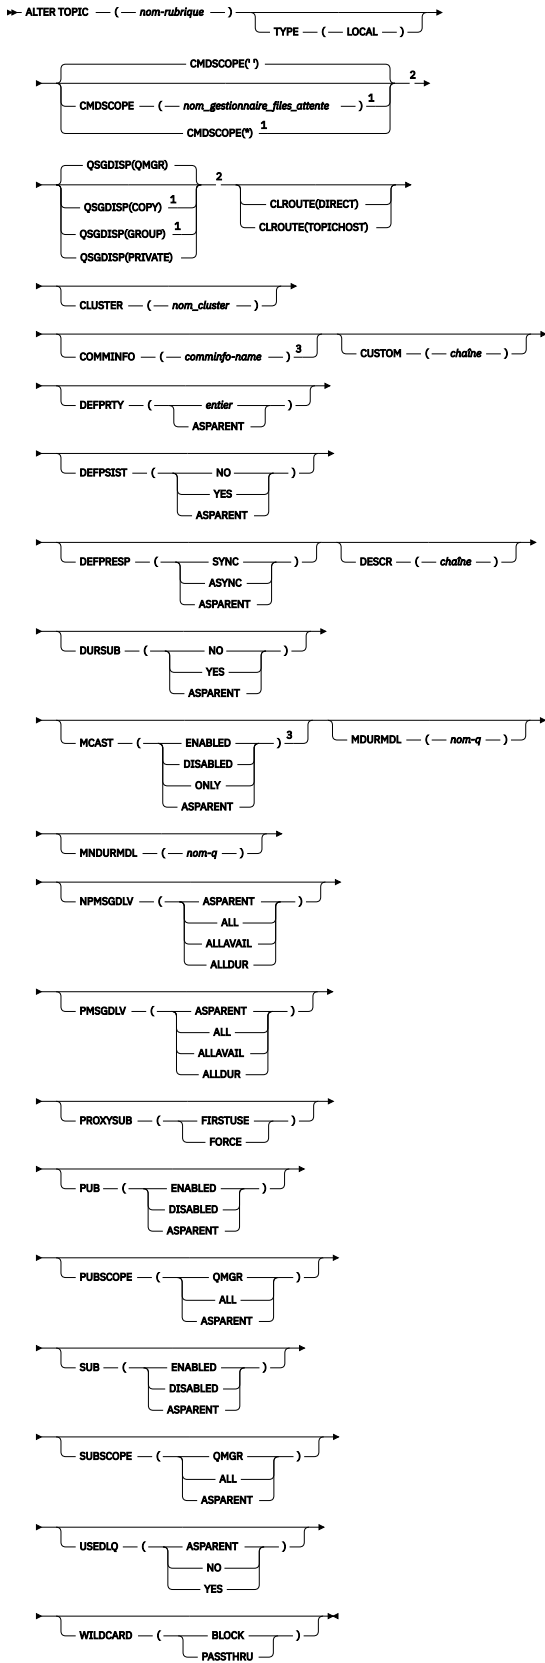 ALTER TOPIC ( nom-rubrique )
TYPE ( LOCAL )
CMDSCOPE(' ')
2
CMDSCOPE ( nom_gestionnaire_files_attente ) 1
CMDSCOPE(*) 1
QSGDISP(QMGR)
2
QSGDISP(COPY) 1
QSGDISP(GROUP) 1
QSGDISP(PRIVATE)
CLROUTE(DIRECT)
CLROUTE(TOPICHOST)
CLUSTER ( nom_cluster )
COMMINFO ( comminfo-name ) 3
CUSTOM ( chaîne )
DEFPRTY ( entier )
ASPARENT
DEFPSIST ( NO )
YES
ASPARENT
DEFPRESP ( SYNC )
ASYNC
ASPARENT
DESCR ( chaîne )
DURSUB ( NO )
YES
ASPARENT
MCAST ( ENABLED ) 3
DISABLED
ONLY
ASPARENT
MDURMDL ( nom-q )
MNDURMDL ( nom-q )
NPMSGDLV ( ASPARENT )
ALL
ALLAVAIL
ALLDUR
PMSGDLV ( ASPARENT )
ALL
ALLAVAIL
ALLDUR
PROXYSUB ( FIRSTUSE )
FORCE
PUB ( ENABLED )
DISABLED
ASPARENT
PUBSCOPE ( QMGR )
ALL
ASPARENT
SUB ( ENABLED )
DISABLED
ASPARENT
SUBSCOPE ( QMGR )
ALL
ASPARENT
USEDLQ ( ASPARENT )
NO
YES
WILDCARD ( BLOCK )
PASSTHRU